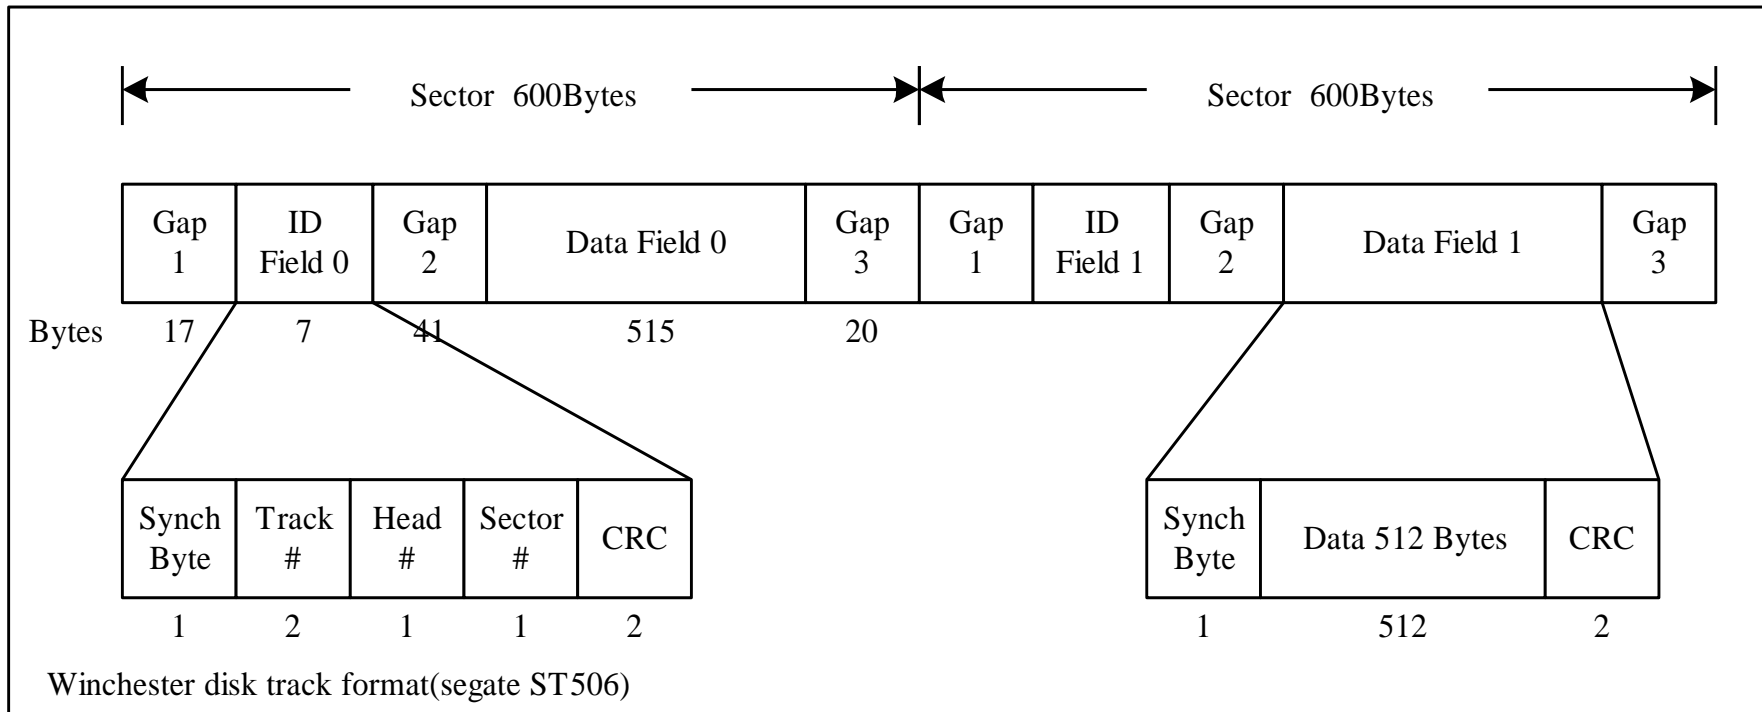 Sector 600Bytes
Sector 600Bytes
Gap
1
ID
Field 0
Gap
2
Data Field 0
Gap
3
Gap
1
ID
Field 1
Gap
2
Data Field 1
Gap
3
Bytes 17 7 41 515 20
Synch
Byte
Track
#
Head
#
Sector
#
CRC
Synch
Byte
Data 512 Bytes
CRC
1 2 1 1 2
1 512 2
Winchester disk track format(segate ST506)